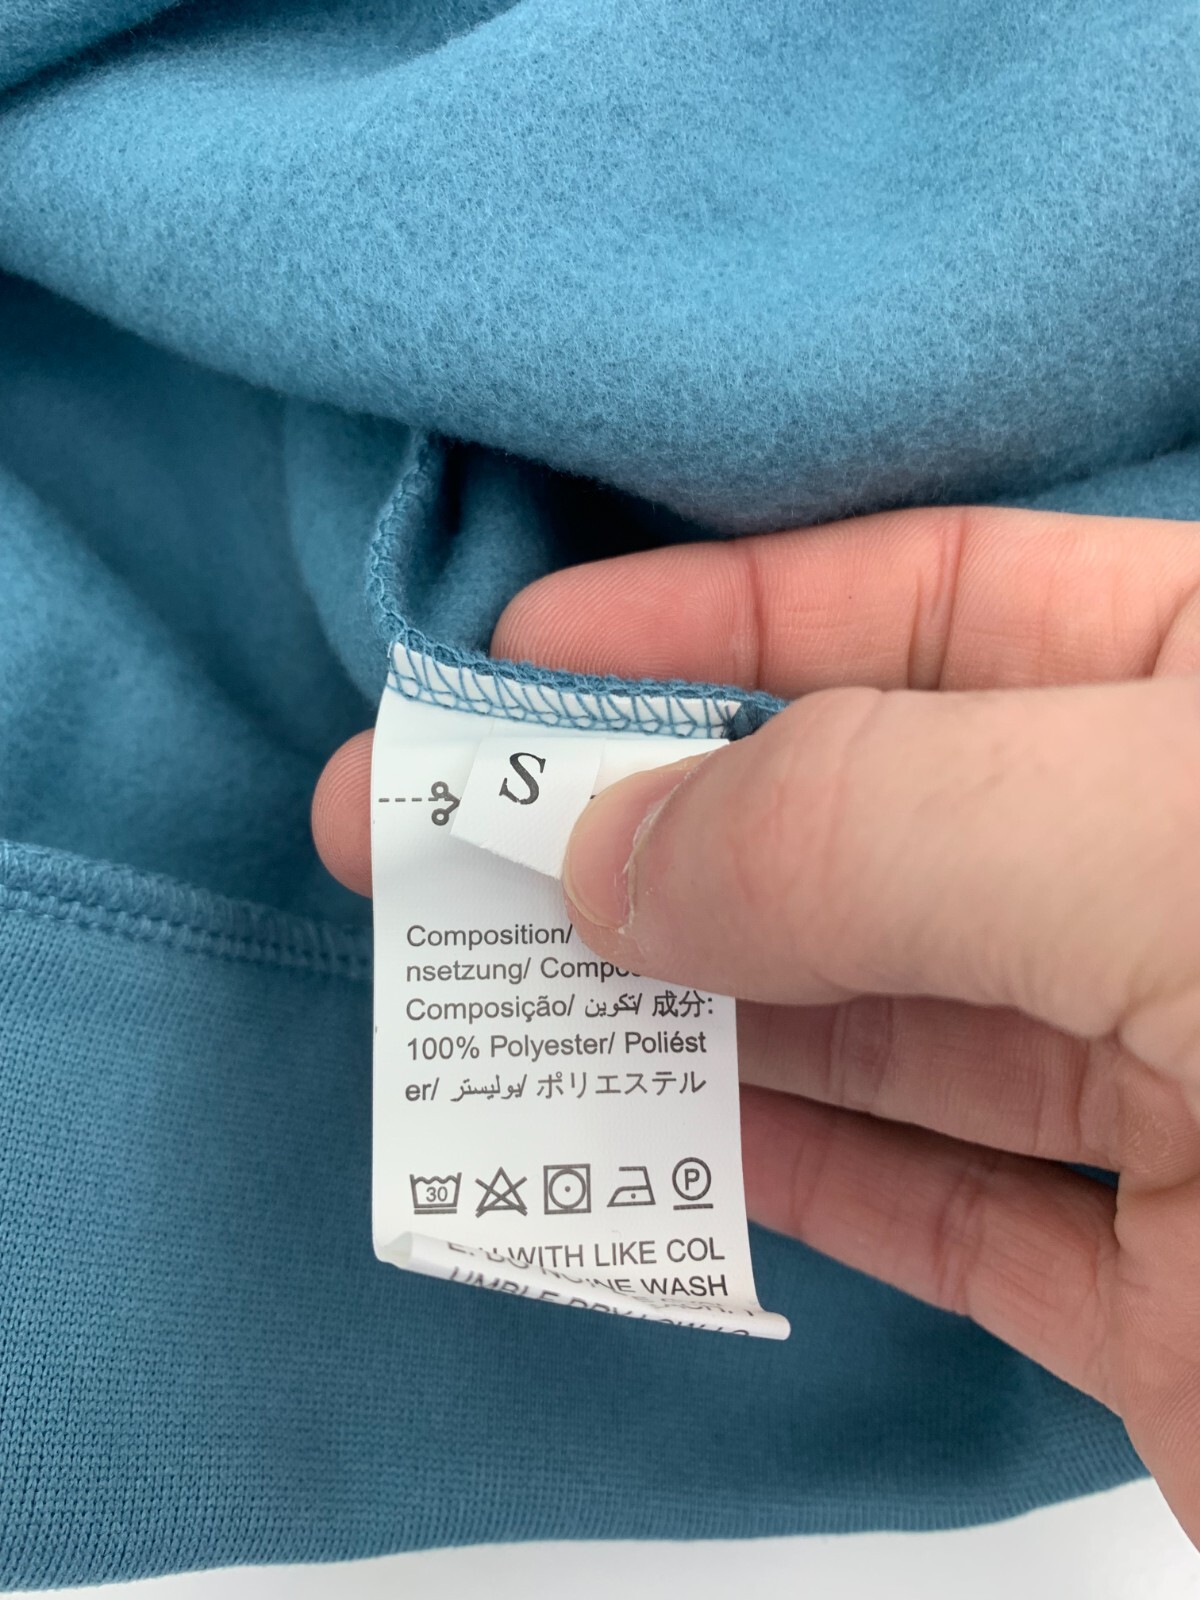 S
Composition/
nsetzung/ Compo
Composição/ تكوين/ 成分:
100% Polyester/ Poliést
er/ بوليستر/ ポリエステル
30
P
WITH LIKE COL
WASH